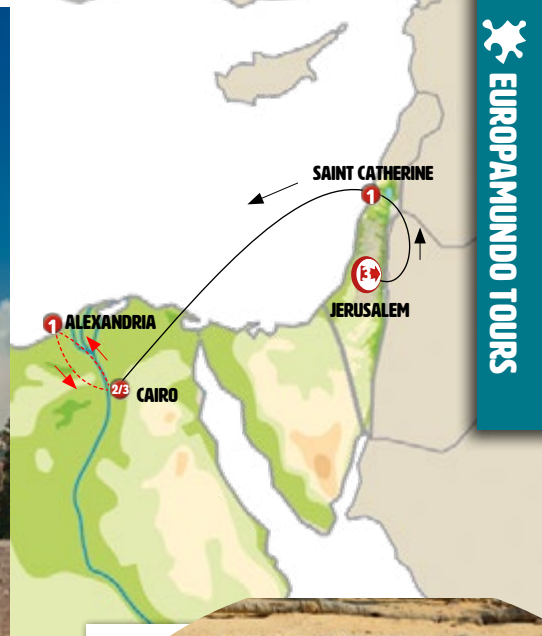 EUROPAMUNDO TOURS
SAINT CATHERINE
1
3
JERUSALEM
1 ALEXANDRIA
2/3 CAIRO